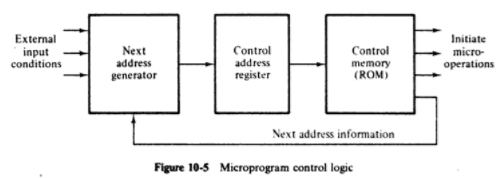 External
input
conditions
Next
address
generator
Control
address
register
Control
memory
(ROM)
Initiate
micro-
operations
Next address information
Figure 10-5 Microprogram control logic